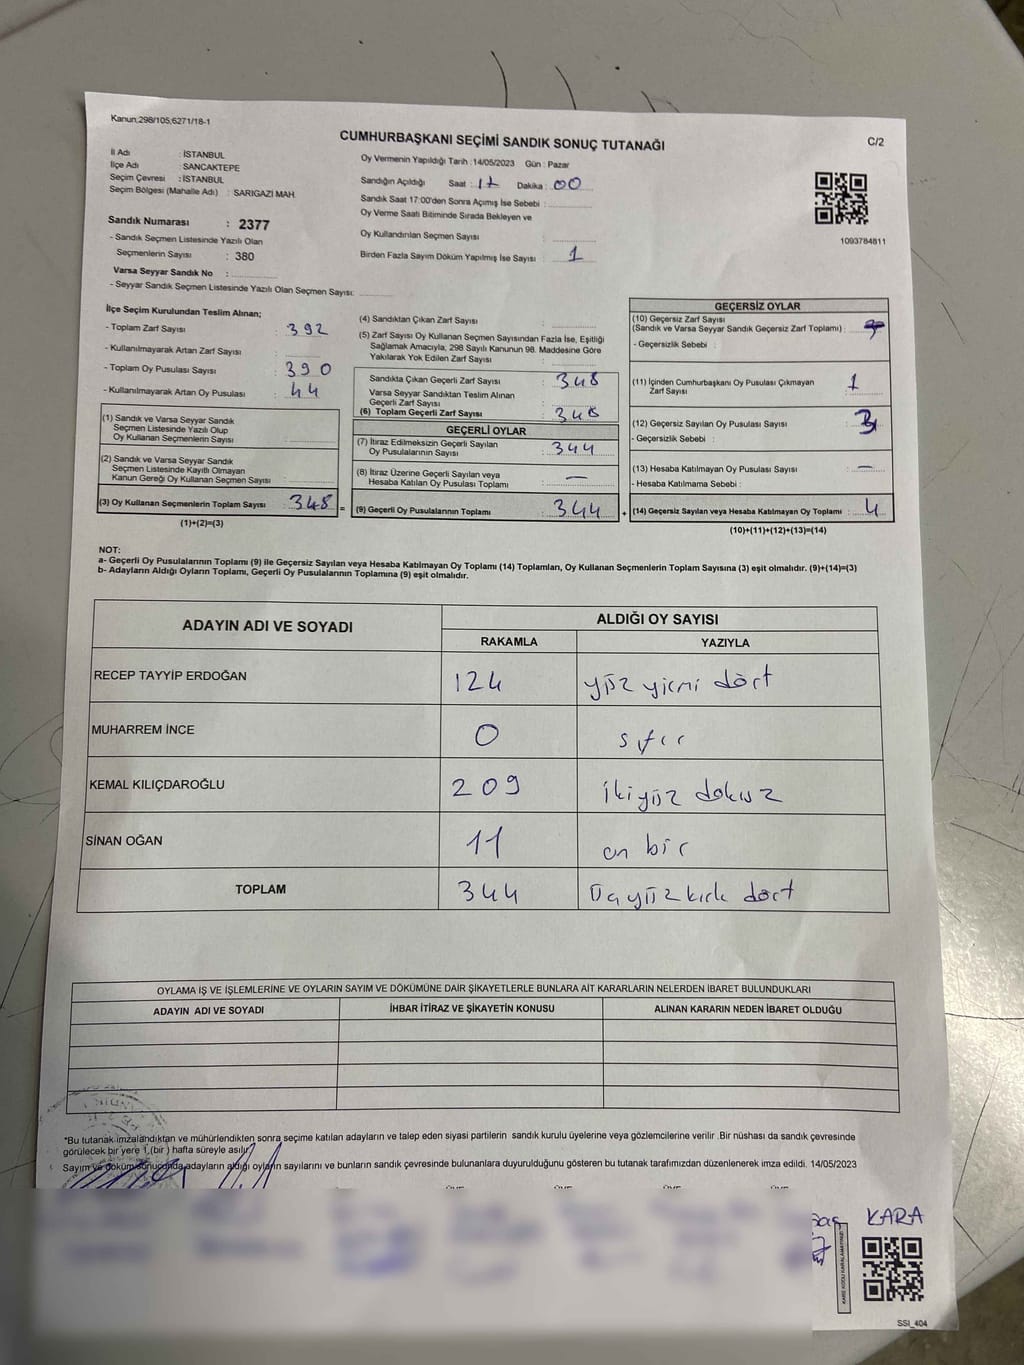 Kanun;298/105;6271/18-1
CUMHURBAŞKANI SEÇİMİ SANDIK SONUÇ TUTANAĞI
C/2
İl Adı : İSTANBUL
İlçe Adı : SANCAKTEPE
Seçim Çevresi : İSTANBUL
Seçim Bölgesi (Mahalle Adı) : SARIGAZİ MAH.
Sandık Numarası : 2377
- Sandık Seçmen Listesinde Yazılı Olan
Seçmenlerin Sayısı : 380
Varsa Seyyar Sandık No :
- Seyyar Sandık Seçmen Listesinde Yazılı Olan Seçmen Sayısı:
Oy Vermenin Yapıldığı Tarih :14/05/2023 Gün : Pazar
Sandığın Açıldığı Saat : 17 Dakika : 00
Sandık Saat 17:00'den Sonra Açımış İse Sebebi :
Oy Verme Saati Bitiminde Sırada Bekleyen ve
Oy Kullandırılan Seçmen Sayısı :
Birden Fazla Sayım Döküm Yapılmış İse Sayısı : 1
1093784811
İlçe Seçim Kurulundan Teslim Alınan;
- Toplam Zarf Sayısı : 392
- Kullanılmayarak Artan Zarf Sayısı :
- Toplam Oy Pusulası Sayısı : 390
- Kullanılmayarak Artan Oy Pusulası : 44
(1) Sandık ve Varsa Seyyar Sandık
Seçmen Listesinde Yazılı Olup
Oy Kullanan Seçmenlerin Sayısı :
(2) Sandık ve Varsa Seyyar Sandık
Seçmen Listesinde Kayıtlı Olmayan
Kanun Gereği Oy Kullanan Seçmen Sayısı :
(3) Oy Kullanan Seçmenlerin Toplam Sayısı : 348 =
(1)+(2)=(3)
(4) Sandıktan Çıkan Zarf Sayısı :
(5) Zarf Sayısı Oy Kullanan Seçmen Sayısından Fazla İse, Eşitliği
Sağlamak Amacıyla, 298 Sayılı Kanunun 98. Maddesine Göre
Yakılarak Yok Edilen Zarf Sayısı :
Sandıkta Çıkan Geçerli Zarf Sayısı : 348
Varsa Seyyar Sandıktan Teslim Alınan
Geçerli Zarf Sayısı :
(6) Toplam Geçerli Zarf Sayısı : 348
GEÇERLİ OYLAR
(7) İtiraz Edilmeksizin Geçerli Sayılan
Oy Pusulalarının Sayısı : 344
(8) İtiraz Üzerine Geçerli Sayılan veya
Hesaba Katılan Oy Pusulası Toplamı : —
(9) Geçerli Oy Pusulalarının Toplamı : 344 +
GEÇERSİZ OYLAR
(10) Geçersiz Zarf Sayısı
(Sandık ve Varsa Seyyar Sandık Geçersiz Zarf Toplamı) :
- Geçersizlik Sebebi :
(11) İçinden Cumhurbaşkanı Oy Pusulası Çıkmayan
Zarf Sayısı : 1
(12) Geçersiz Sayılan Oy Pusulası Sayısı : 3
- Geçersizlik Sebebi :
(13) Hesaba Katılmayan Oy Pusulası Sayısı : —
- Hesaba Katılmama Sebebi :
(14) Geçersiz Sayılan veya Hesaba Katılmayan Oy Toplamı : 4
(10)+(11)+(12)+(13)=(14)
NOT:
a- Geçerli Oy Pusulalarının Toplamı (9) ile Geçersiz Sayılan veya Hesaba Katılmayan Oy Toplamı (14) Toplamları, Oy Kullanan Seçmenlerin Toplam Sayısına (3) eşit olmalıdır. (9)+(14)=(3)
b- Adayların Aldığı Oyların Toplamı, Geçerli Oy Pusulalarının Toplamına (9) eşit olmalıdır.
ADAYIN ADI VE SOYADI
ALDIĞI OY SAYISI
RAKAMLA YAZIYLA
RECEP TAYYİP ERDOĞAN 124 yüz yirmi dört
MUHARREM İNCE 0 sıfır
KEMAL KILIÇDAROĞLU 209 ikiyüz dokuz
SİNAN OĞAN 11 on bir
TOPLAM 344 Üçyüz kırk dört
OYLAMA İŞ VE İŞLEMLERİNE VE OYLARIN SAYIM VE DÖKÜMÜNE DAİR ŞİKAYETLERLE BUNLARA AİT KARARLARIN NELERDEN İBARET BULUNDUKLARI
ADAYIN ADI VE SOYADI İHBAR İTİRAZ VE ŞİKAYETİN KONUSU ALINAN KARARIN NEDEN İBARET OLDUĞU
*Bu tutanak imzalandıktan ve mühürlendikten sonra seçime katılan adayların ve talep eden siyasi partilerin sandık kurulu üyelerine veya gözlemcilerine verilir .Bir nüshası da sandık çevresinde
görülecek bir yere 1 (bir ) hafta süreyle asılır.
Sayım ve döküm sonucunda adayların aldığı oyların sayılarını ve bunların sandık çevresinde bulunanlara duyurulduğunu gösteren bu tutanak tarafımızdan düzenlenerek imza edildi. 14/05/2023
KARA
SSI_404